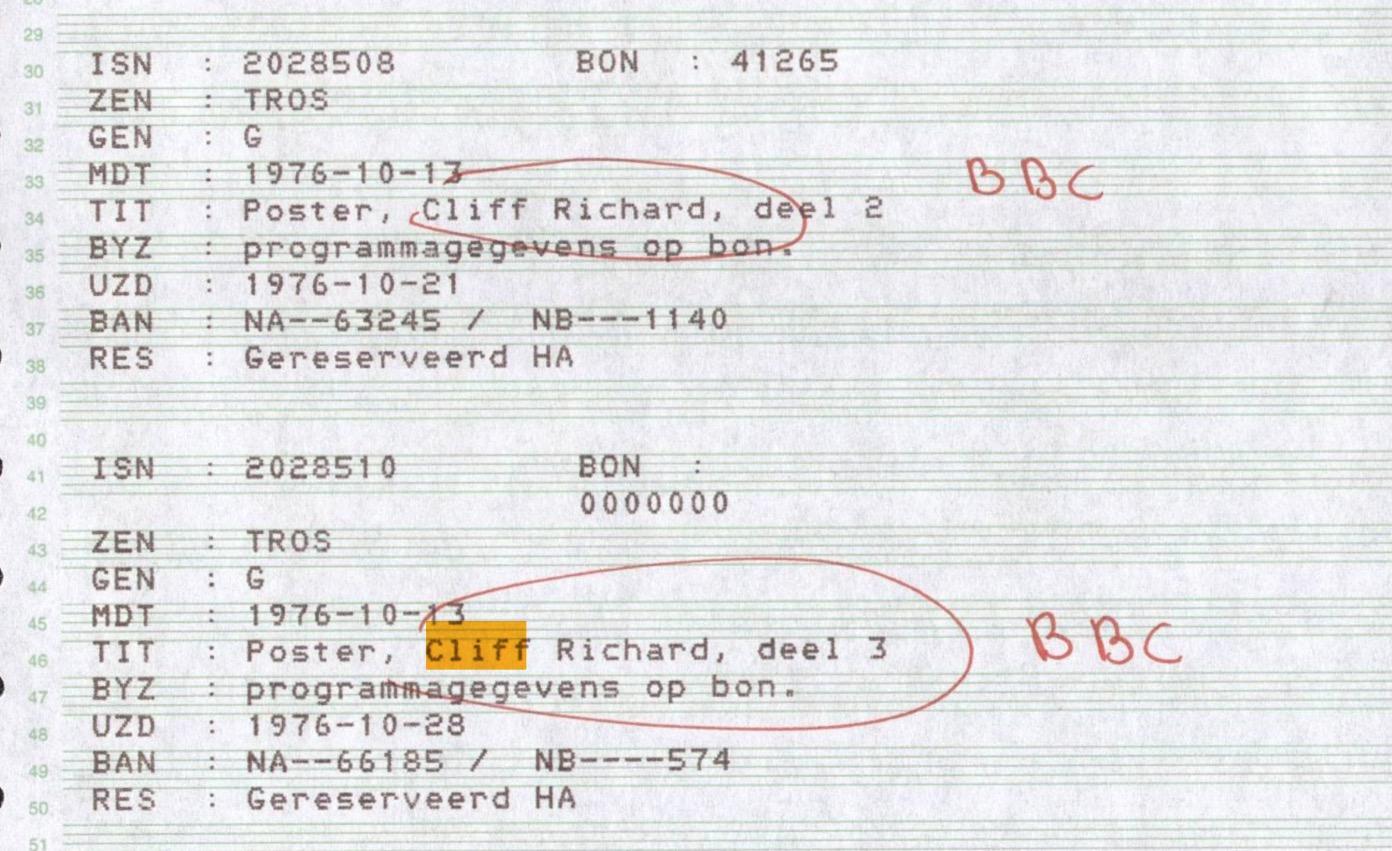 29
30 ISN : 2028508 BON : 41265
31 ZEN : TROS
32 GEN : G
33 MDT : 1976-10-13 BBC
34 TIT : Poster, Cliff Richard, deel 2
35 BYZ : programmagegevens op bon.
36 UZD : 1976-10-21
37 BAN : NA--63245 / NB---1140
38 RES : Gereserveerd HA
39
40
41 ISN : 2028510 BON :
42 0000000
43 ZEN : TROS
44 GEN : G
45 MDT : 1976-10-13
46 TIT : Poster, Cliff Richard, deel 3 BBC
47 BYZ : programmagegevens op bon.
48 UZD : 1976-10-28
49 BAN : NA--66185 / NB----574
50 RES : Gereserveerd HA
51